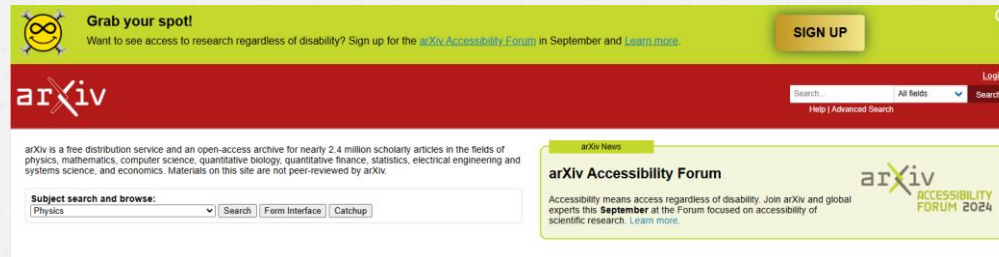 Grab your spot!
Want to see access to research regardless of disability? Sign up for the arXiv Accessibility Forum in September and Learn more.
SIGN UP
arXiv
Search...
All fields
Search
Help | Advanced Search
arXiv is a free distribution service and an open-access archive for nearly 2.4 million scholarly articles in the fields of
physics, mathematics, computer science, quantitative biology, quantitative finance, statistics, electrical engineering and
systems science, and economics. Materials on this site are not peer-reviewed by arXiv.
Subject search and browse:
Physics
Search
Form Interface
Catchup
arXiv News
arXiv Accessibility Forum
Accessibility means access regardless of disability. Join arXiv and global
experts this September at the Forum focused on accessibility of
scientific research. Learn more.
arXiv
ACCESSIBILITY
FORUM 2024